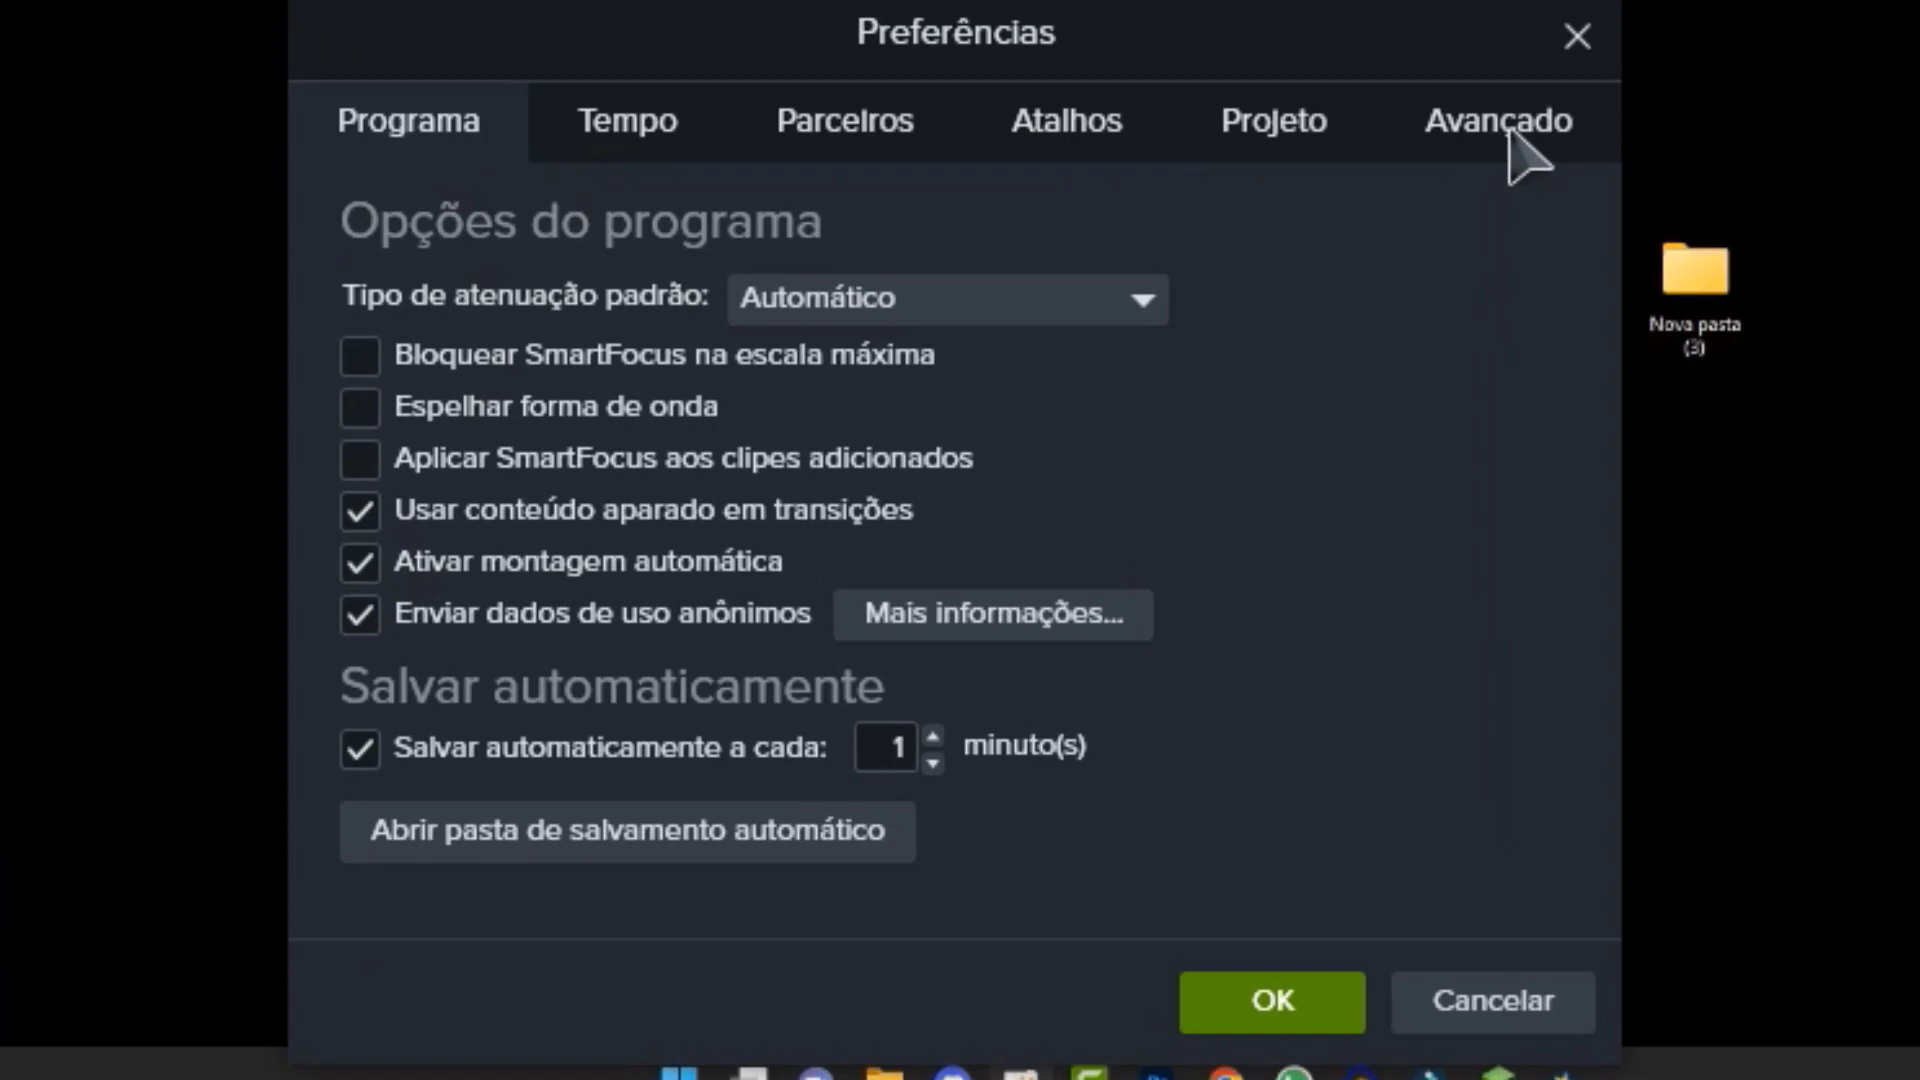 Preferências
Programa
Tempo
Parceiros
Atalhos
Projeto
Avançado
Opções do programa
Tipo de atenuação padrão:
Automático
Bloquear SmartFocus na escala máxima
Espelhar forma de onda
Aplicar SmartFocus aos clipes adicionados
Usar conteúdo aparado em transições
Ativar montagem automática
Enviar dados de uso anônimos
Mais informações...
Salvar automaticamente
Salvar automaticamente a cada:
1
minuto(s)
Abrir pasta de salvamento automático
OK
Cancelar
Nova pasta
(3)